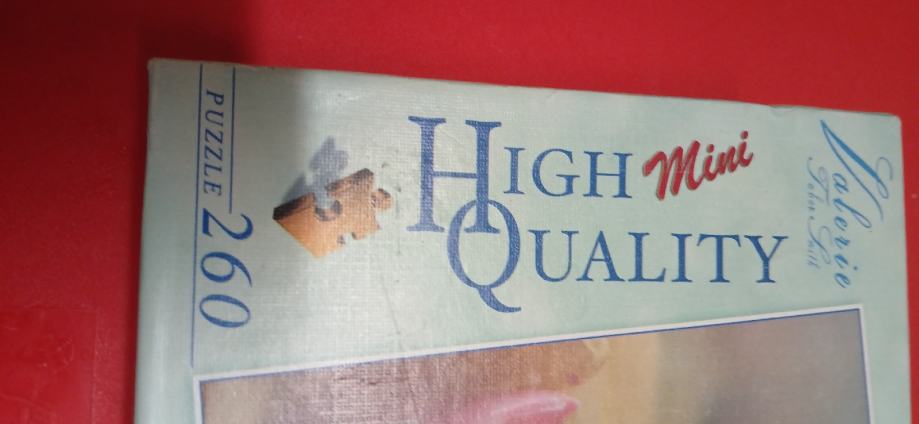 PUZZLE 260
HIGH Mini
QUALITY
Valerie